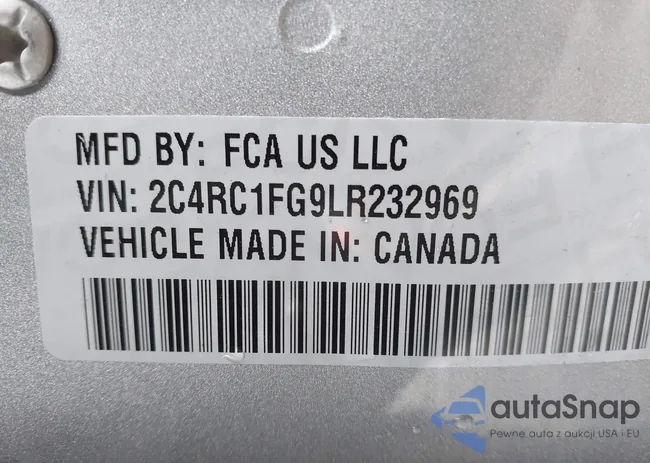 MFD BY: FCA US LLC
VIN: 2C4RC1FG9LR232969
VEHICLE MADE IN: CANADA
autaSnap
Pewne auta z aukcji USA i EU